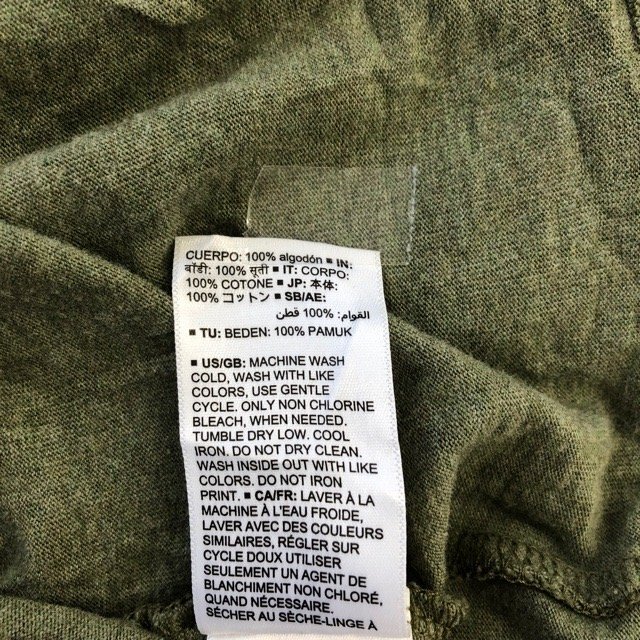 CUERPO: 100% algodón ■ IN:
बॉडी: 100% सूती ■ IT: CORPO:
100% COTONE ■ JP: 本体:
100% コットン ■ SB/AE:
القوام: 100% قطن
■ TU: BEDEN: 100% PAMUK
■ US/GB: MACHINE WASH
COLD, WASH WITH LIKE
COLORS, USE GENTLE
CYCLE. ONLY NON CHLORINE
BLEACH, WHEN NEEDED.
TUMBLE DRY LOW. COOL
IRON. DO NOT DRY CLEAN.
WASH INSIDE OUT WITH LIKE
COLORS. DO NOT IRON
PRINT. ■ CA/FR: LAVER À LA
MACHINE À L'EAU FROIDE,
LAVER AVEC DES COULEURS
SIMILAIRES, RÉGLER SUR
CYCLE DOUX UTILISER
SEULEMENT UN AGENT DE
BLANCHIMENT NON CHLORÉ,
QUAND NÉCESSAIRE.
SÉCHER AU SÈCHE-LINGE À